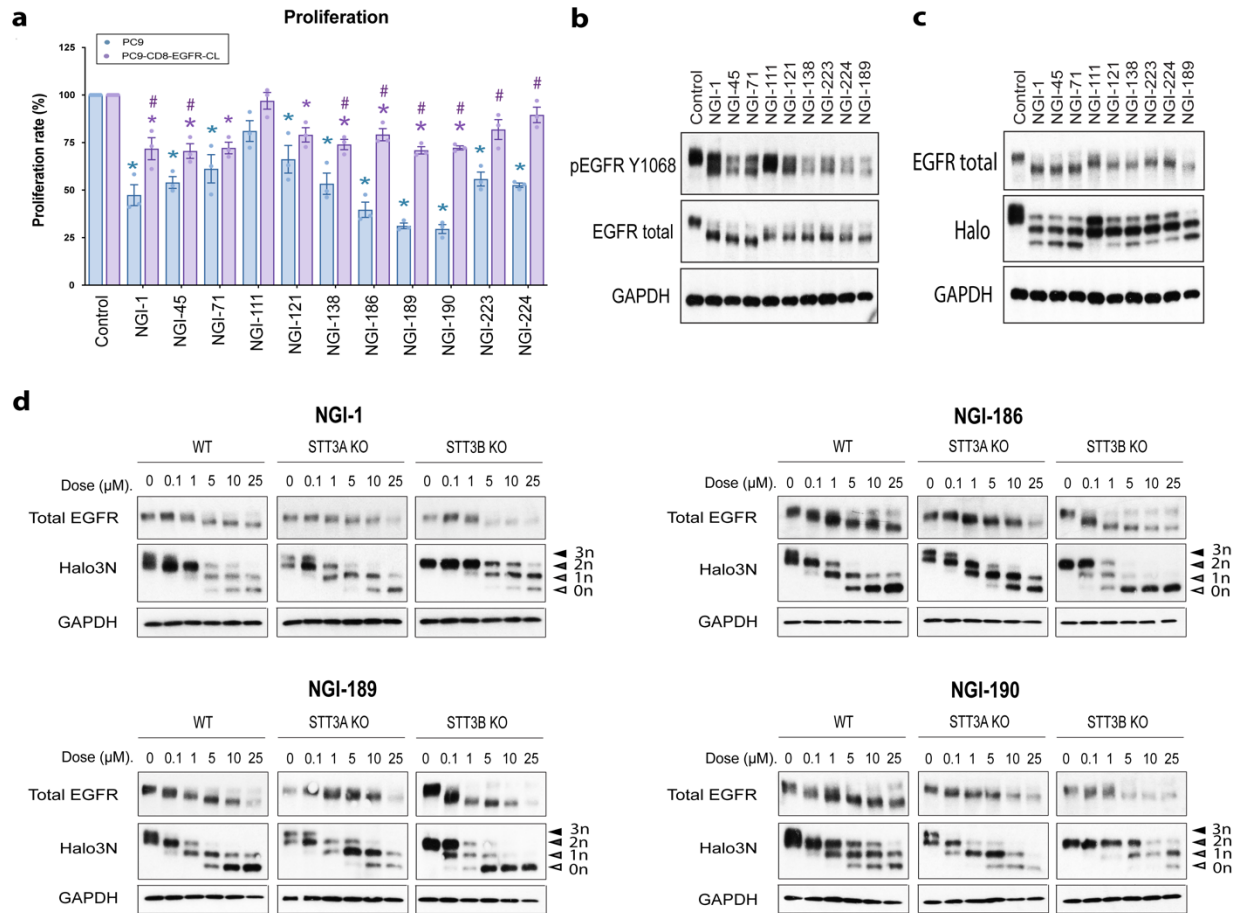 a
Proliferation
PC9
PC9-CD8-EGFR-CL
Proliferation rate (%)
125
100
75
50
25
0
* # * # * * * * * * # * # * # * # * * # * #
Control
NGI-1
NGI-45
NGI-71
NGI-111
NGI-121
NGI-138
NGI-186
NGI-189
NGI-190
NGI-223
NGI-224
b
Control
NGI-1
NGI-45
NGI-71
NGI-111
NGI-121
NGI-138
NGI-223
NGI-224
NGI-189
pEGFR Y1068
EGFR total
GAPDH
c
Control
NGI-1
NGI-45
NGI-71
NGI-111
NGI-121
NGI-138
NGI-223
NGI-224
NGI-189
EGFR total
Halo
GAPDH
d
NGI-1
WT STT3A KO STT3B KO
Dose (µM). 0 0.1 1 5 10 25 0 0.1 1 5 10 25 0 0.1 1 5 10 25
Total EGFR
Halo3N
3n
2n
1n
0n
GAPDH
NGI-186
WT STT3A KO STT3B KO
Dose (µM). 0 0.1 1 5 10 25 0 0.1 1 5 10 25 0 0.1 1 5 10 25
Total EGFR
Halo3N
3n
2n
1n
0n
GAPDH
NGI-189
WT STT3A KO STT3B KO
Dose (µM). 0 0.1 1 5 10 25 0 0.1 1 5 10 25 0 0.1 1 5 10 25
Total EGFR
Halo3N
3n
2n
1n
0n
GAPDH
NGI-190
WT STT3A KO STT3B KO
Dose (µM). 0 0.1 1 5 10 25 0 0.1 1 5 10 25 0 0.1 1 5 10 25
Total EGFR
Halo3N
3n
2n
1n
0n
GAPDH